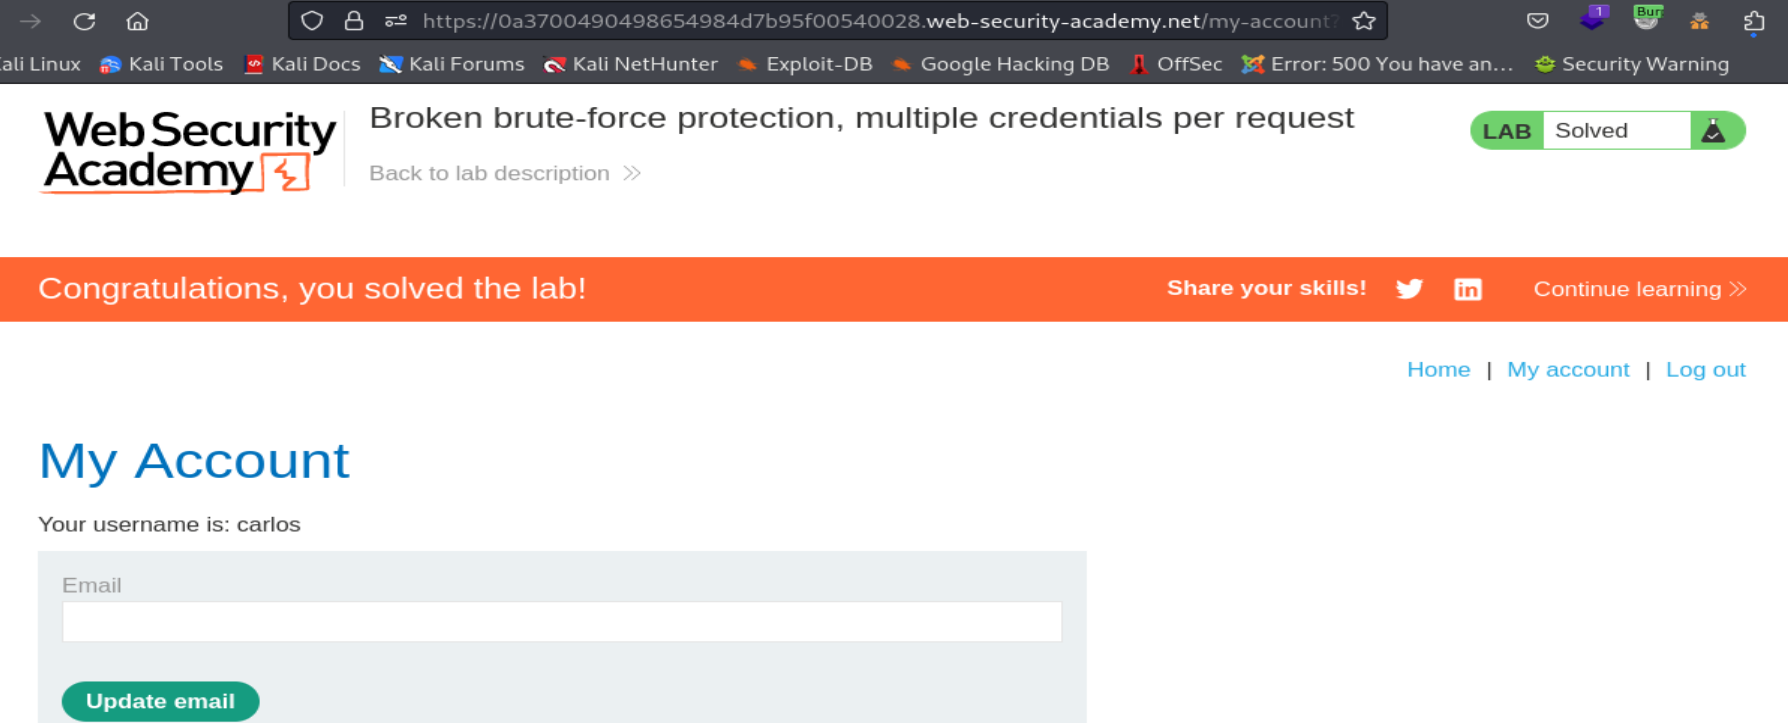 https://0a3700490498654984d7b95f00540028.web-security-academy.net/my-account?
1
Burp
ali Linux Kali Tools Kali Docs Kali Forums Kali NetHunter Exploit-DB Google Hacking DB OffSec Error: 500 You have an... Security Warning
Web Security
Academy
Broken brute-force protection, multiple credentials per request
Back to lab description
LAB Solved
Congratulations, you solved the lab!
Share your skills!
in
Continue learning
Home | My account | Log out
My Account
Your username is: carlos
Email
Update email